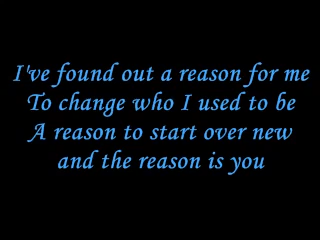 I've found out a reason for me
To change who I used to be
A reason to start over new
and the reason is you